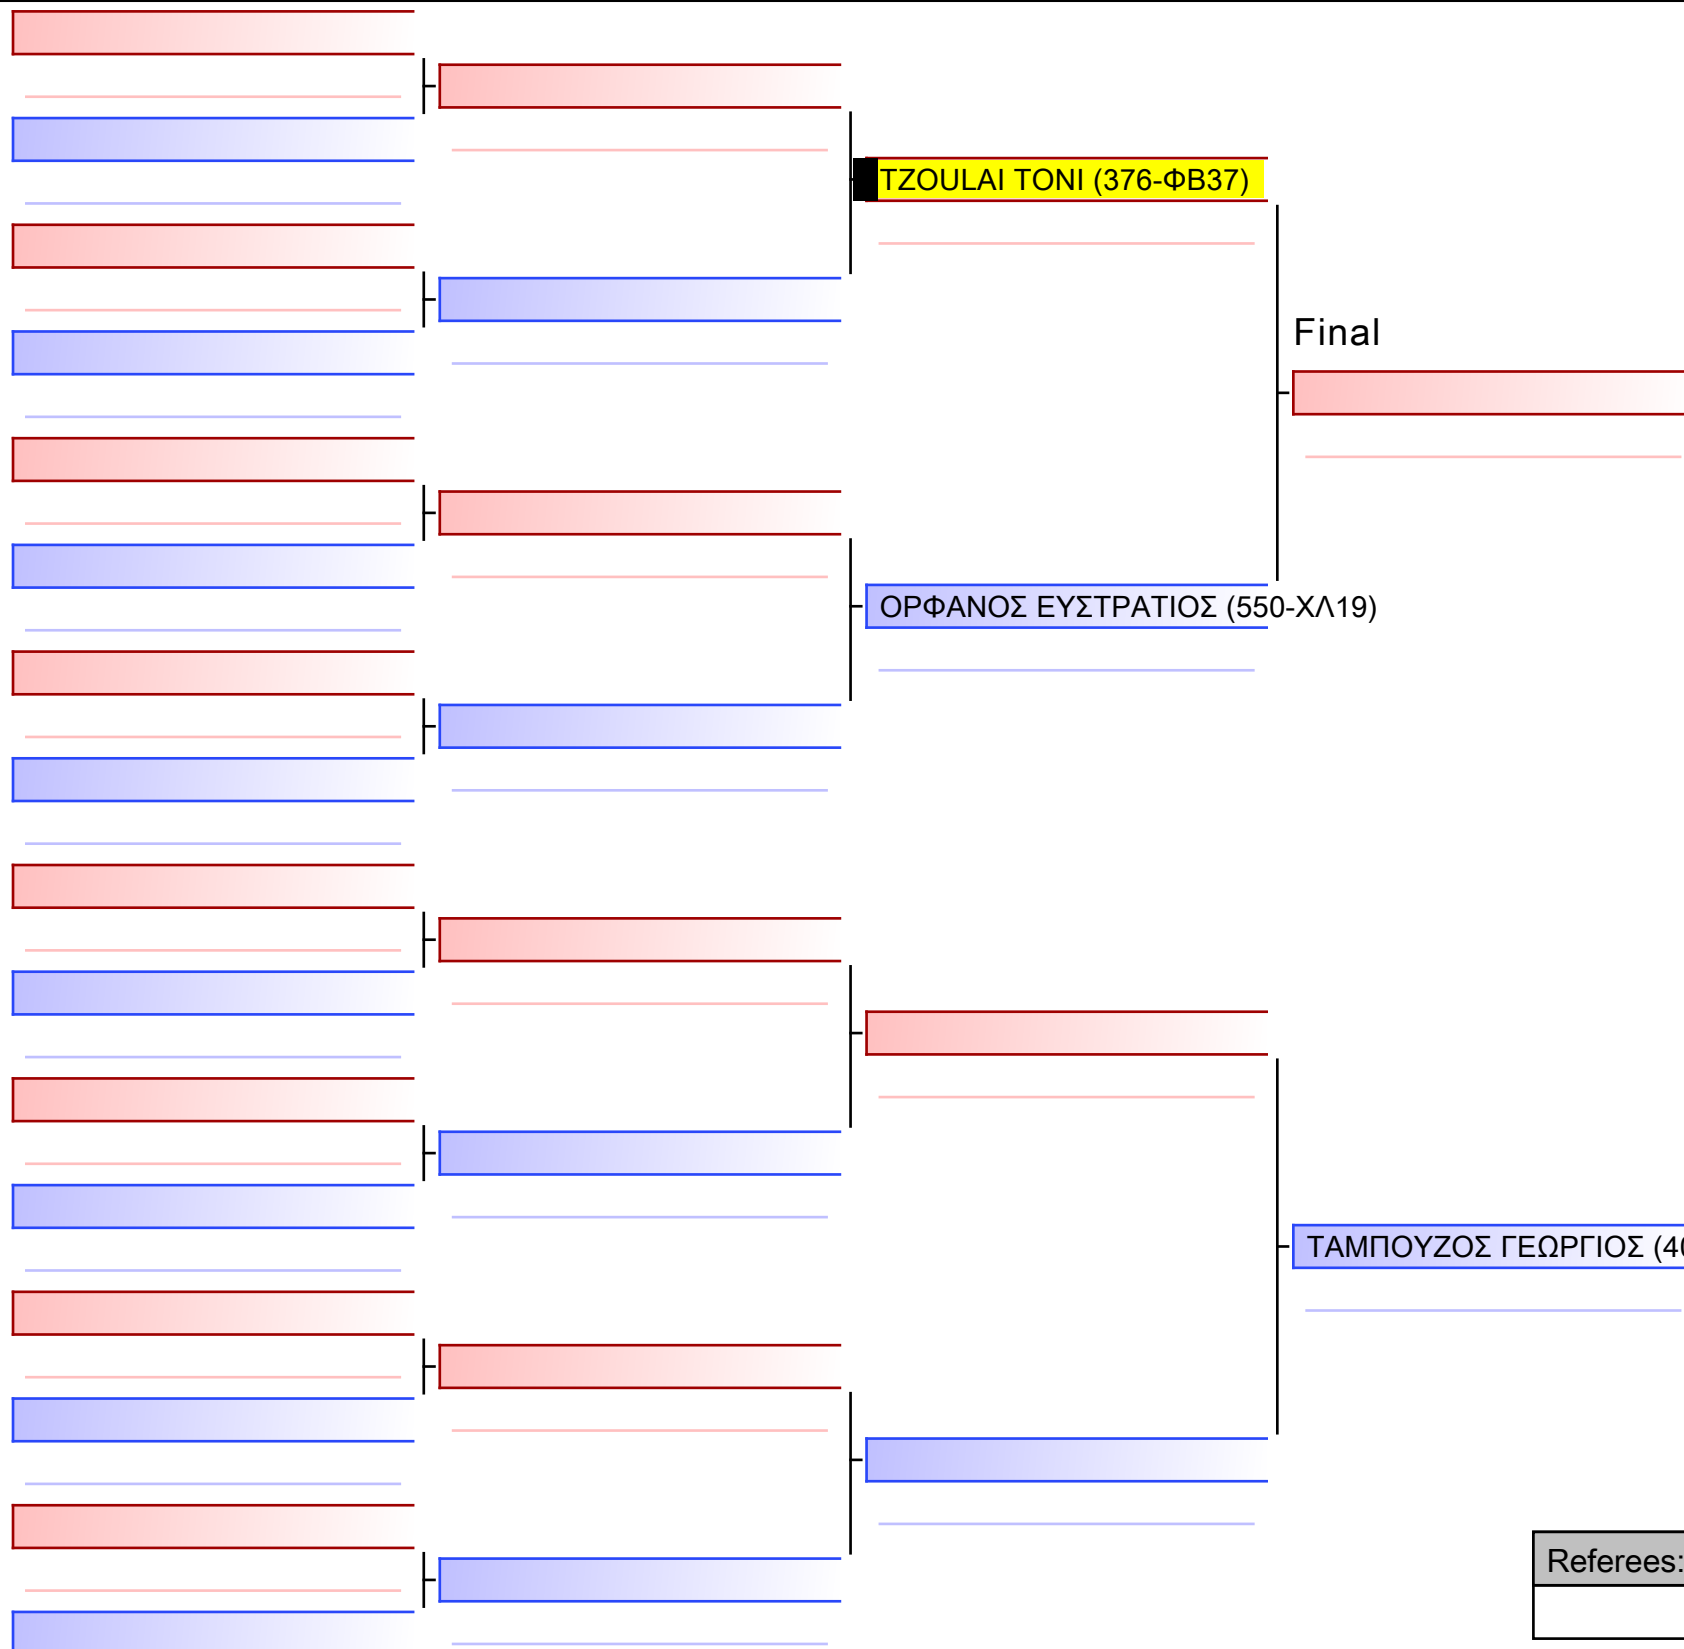 TZOULAI TONI (376-ΦΒ37)
Final
ΟΡΦΑΝΟΣ ΕΥΣΤΡΑΤΙΟΣ (550-ΧΛ19)
ΤΑΜΠΟΥΖΟΣ ΓΕΩΡΓΙΟΣ
Referees: